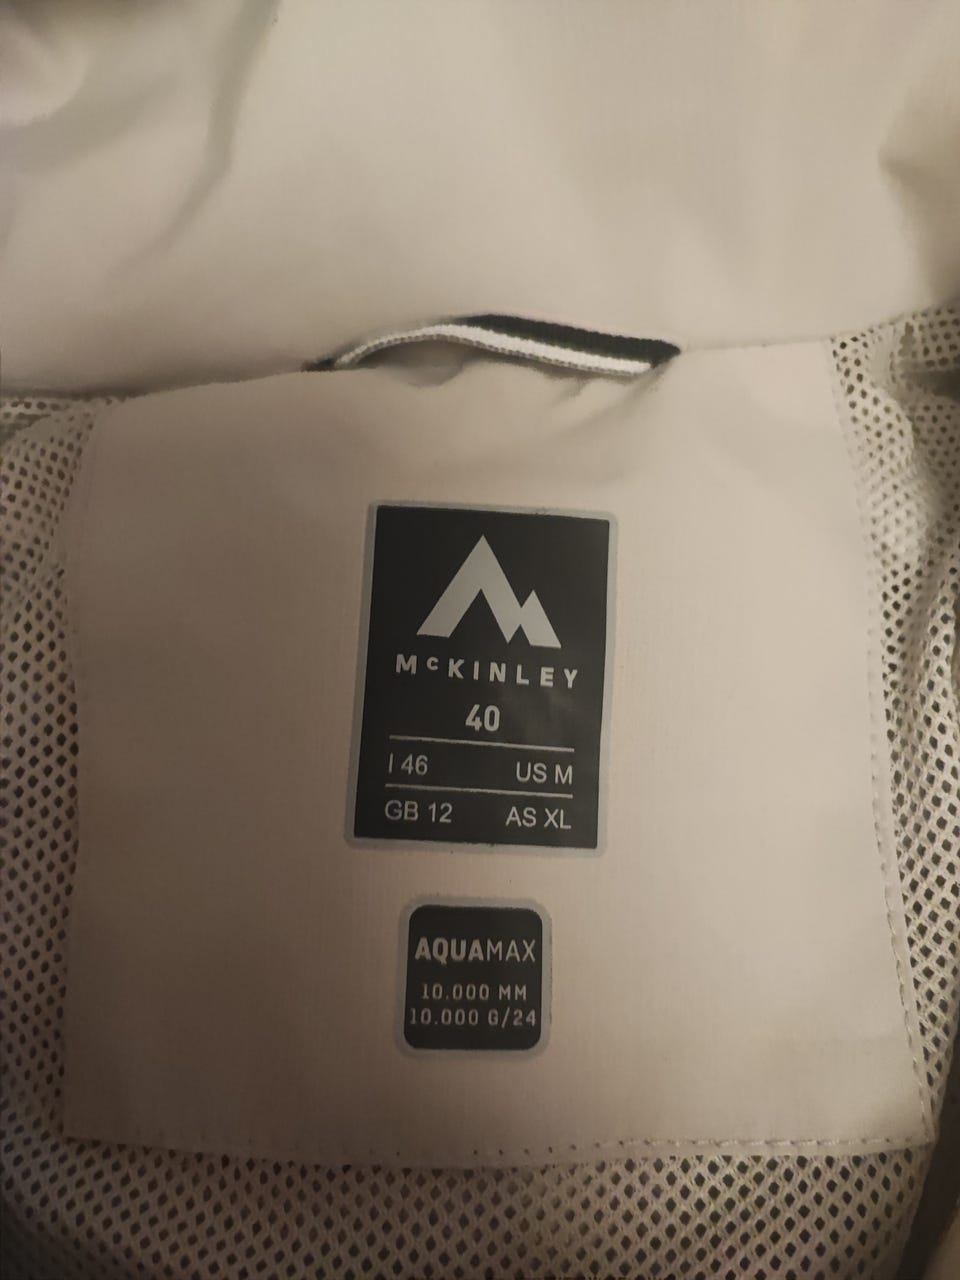 McKINLEY
40
I 46 US M
GB 12 AS XL
AQUAMAX
10.000 MM
10.000 G/24